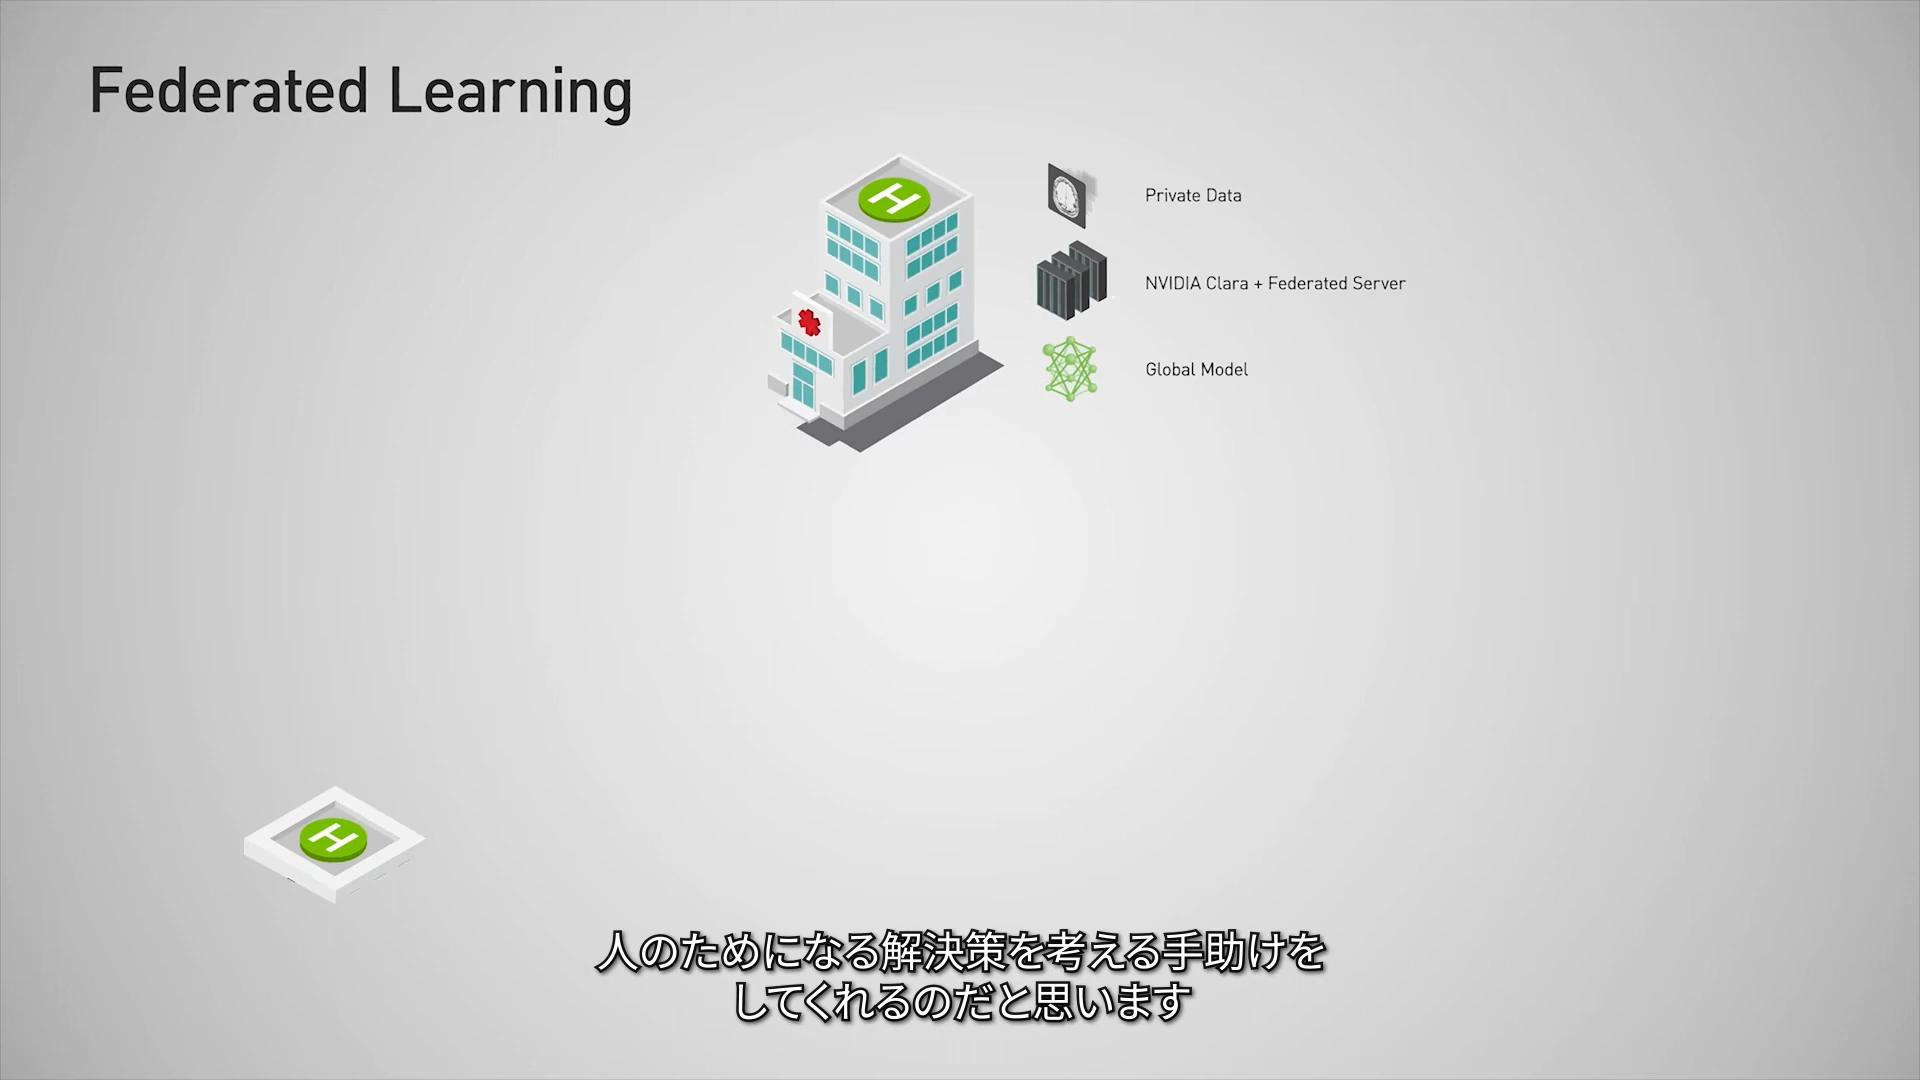 Federated Learning
H
Private Data
NVIDIA Clara + Federated Server
Global Model
H
人のためになる解決策を考える手助けを
してくれるのだと思います